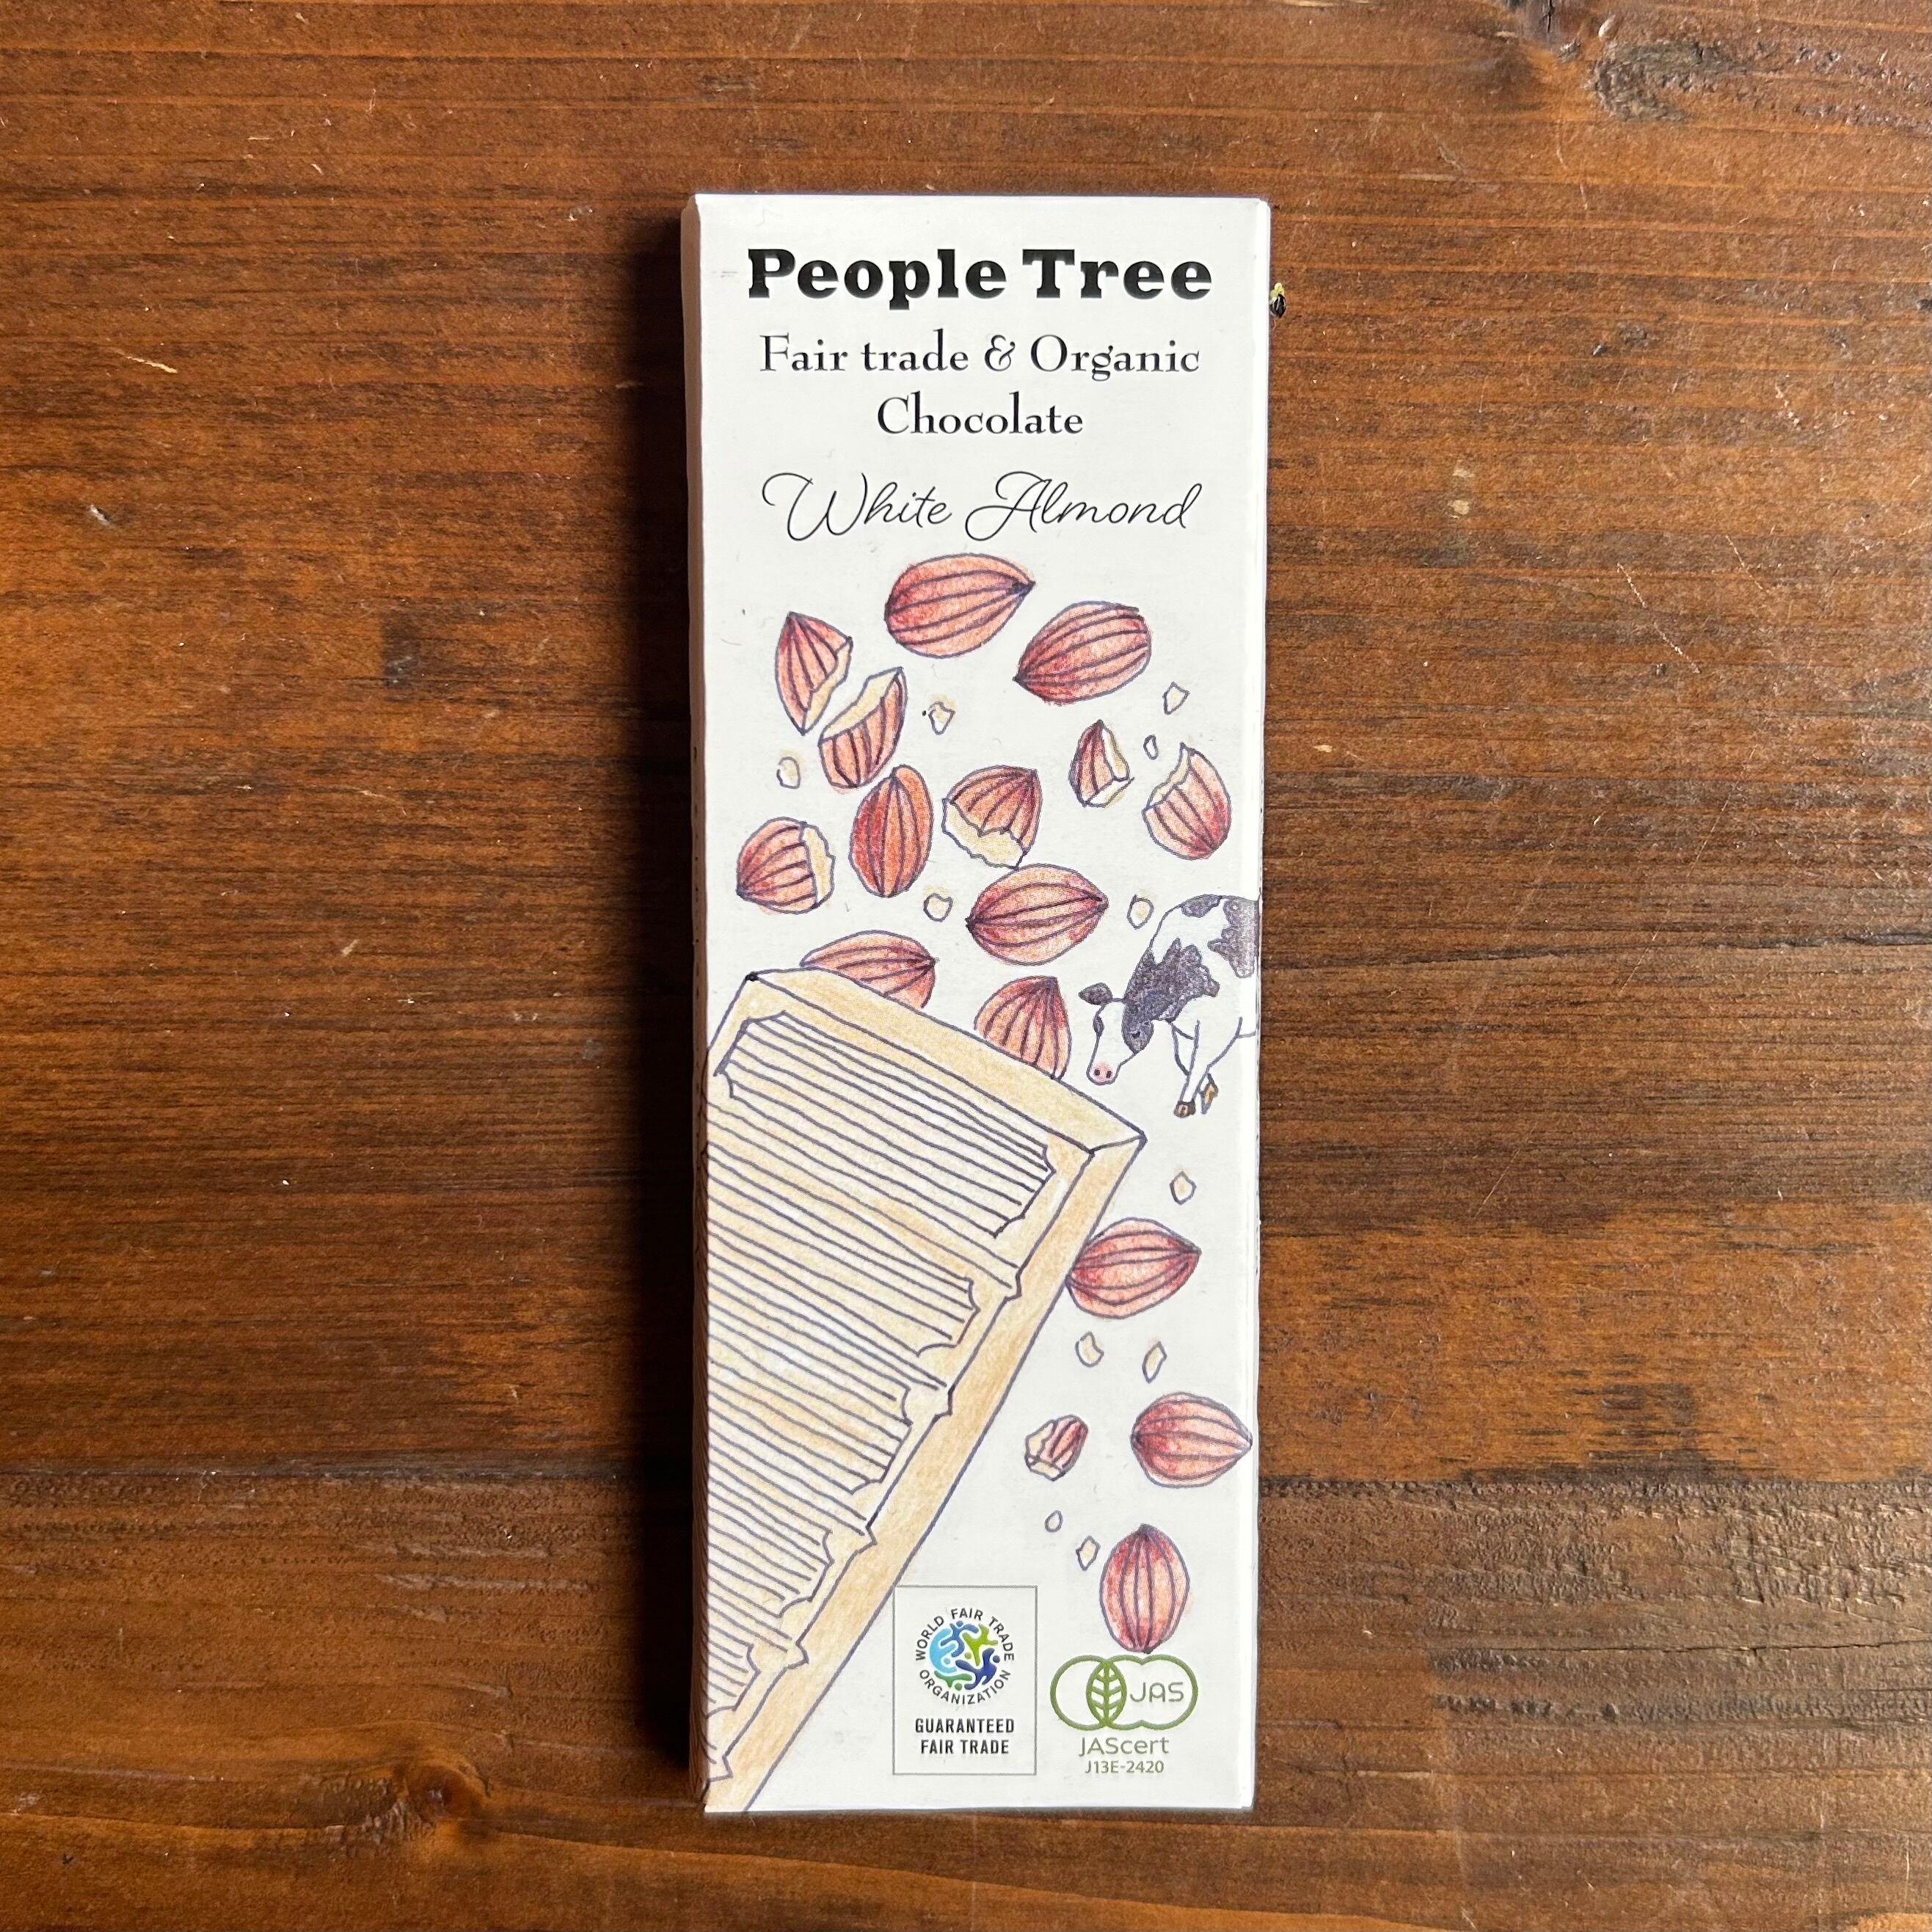 People Tree
Fair trade & Organic
Chocolate
White Almond
WORLD FAIR TRADE ORGANIZATION
GUARANTEED
FAIR TRADE
JAS
JAScert
J13E-2420